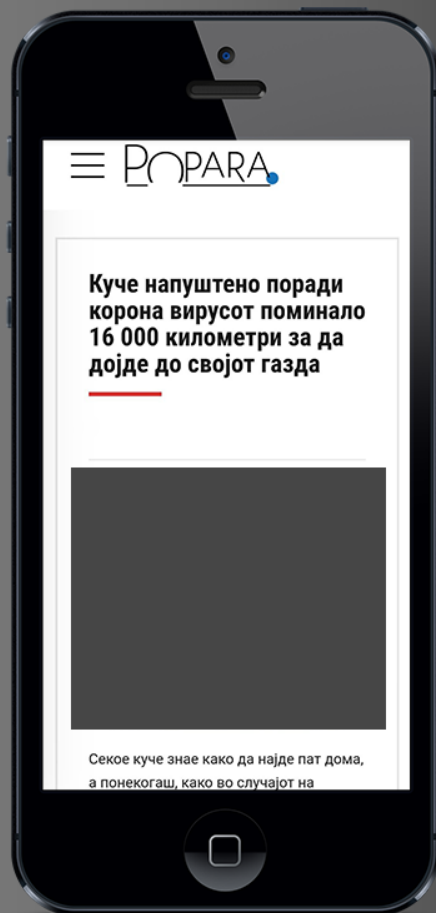 POPARA
Куче напуштено поради
корона вирусот поминало
16 000 километри за да
дојде до својот газда
Секое куче знае како да најде пат дома,
а понекогаш, како во случајот на